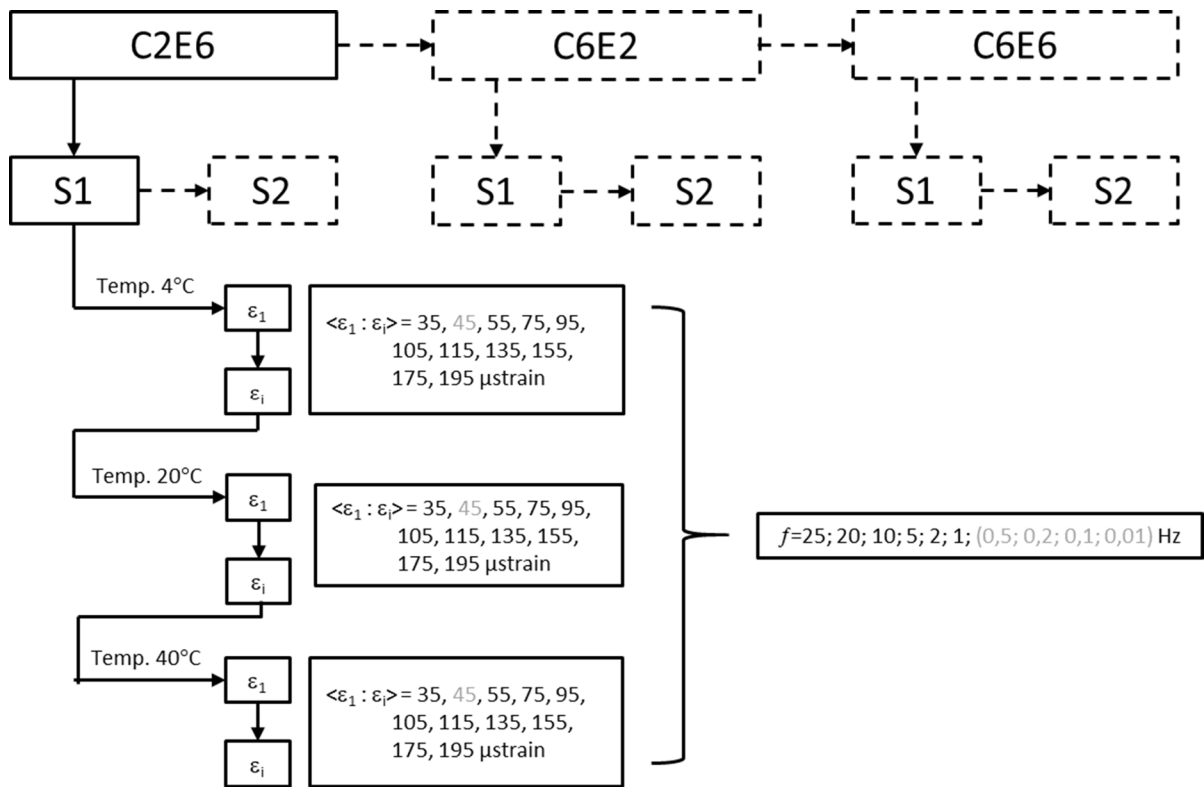 C2E6
C6E2
C6E6
S1
S2
S1
S2
S1
S2
Temp. 4°C
ε1
<ε1 : εi> = 35, 45, 55, 75, 95,
105, 115, 135, 155,
175, 195 µstrain
εi
Temp. 20°C
ε1
<ε1 : εi> = 35, 45, 55, 75, 95,
105, 115, 135, 155,
175, 195 µstrain
εi
f=25; 20; 10; 5; 2; 1; (0,5; 0,2; 0,1; 0,01) Hz
Temp. 40°C
ε1
<ε1 : εi> = 35, 45, 55, 75, 95,
105, 115, 135, 155,
175, 195 µstrain
εi